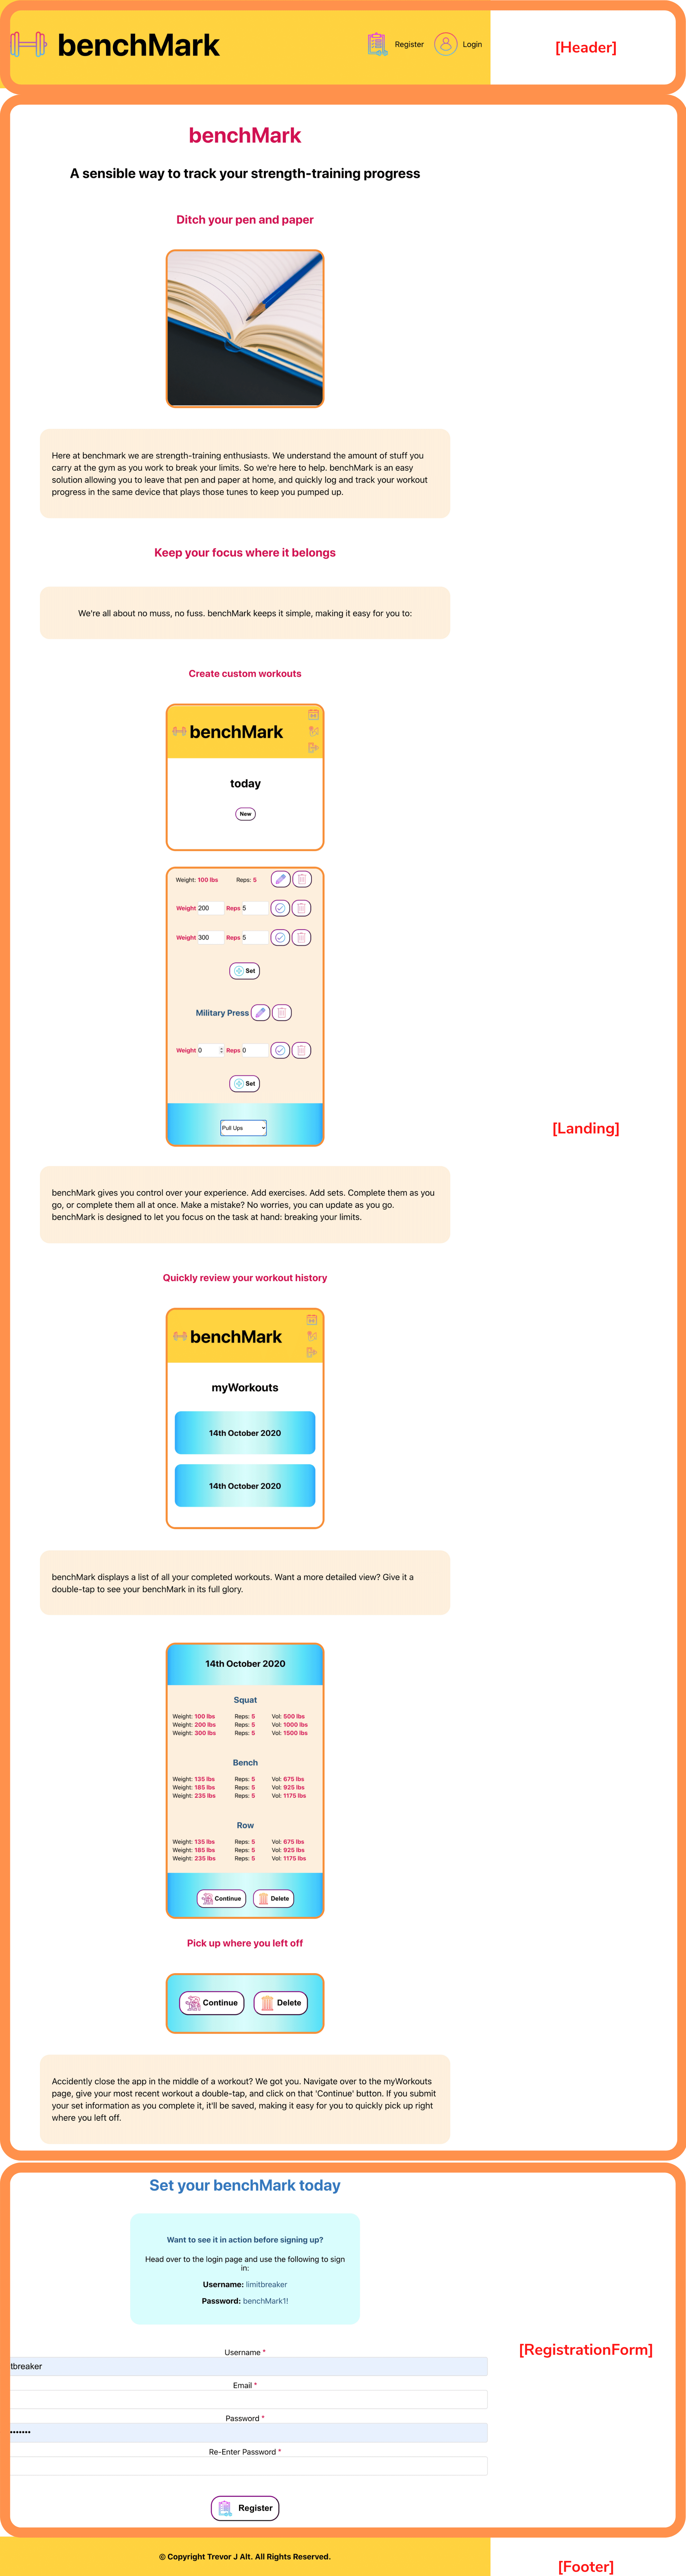 benchMark
Register
Login
[Header]
benchMark
A sensible way to track your strength-training progress
Ditch your pen and paper
Here at benchmark we are strength-training enthusiasts. We understand the amount of stuff you
carry at the gym as you work to break your limits. So we're here to help. benchMark is an easy
solution allowing you to leave that pen and paper at home, and quickly log and track your workout
progress in the same device that plays those tunes to keep you pumped up.
Keep your focus where it belongs
We're all about no muss, no fuss. benchMark keeps it simple, making it easy for you to:
Create custom workouts
benchMark
today
New
Weight: 100 lbs Reps: 5
Weight 200 Reps 5
Weight 300 Reps 5
Set
Military Press
Weight 0 Reps 0
Set
Pull Ups
[Landing]
benchMark gives you control over your experience. Add exercises. Add sets. Complete them as you
go, or complete them all at once. Make a mistake? No worries, you can update as you go.
benchMark is designed to let you focus on the task at hand: breaking your limits.
Quickly review your workout history
benchMark
myWorkouts
14th October 2020
14th October 2020
benchMark displays a list of all your completed workouts. Want a more detailed view? Give it a
double-tap to see your benchMark in its full glory.
14th October 2020
Squat
Weight: 100 lbs Reps: 5 Vol: 500 lbs
Weight: 200 lbs Reps: 5 Vol: 1000 lbs
Weight: 300 lbs Reps: 5 Vol: 1500 lbs
Bench
Weight: 135 lbs Reps: 5 Vol: 675 lbs
Weight: 185 lbs Reps: 5 Vol: 925 lbs
Weight: 235 lbs Reps: 5 Vol: 1175 lbs
Row
Weight: 135 lbs Reps: 5 Vol: 675 lbs
Weight: 185 lbs Reps: 5 Vol: 925 lbs
Weight: 235 lbs Reps: 5 Vol: 1175 lbs
Continue Delete
Pick up where you left off
Continue Delete
Accidently close the app in the middle of a workout? We got you. Navigate over to the myWorkouts
page, give your most recent workout a double-tap, and click on that 'Continue' button. If you submit
your set information as you complete it, it'll be saved, making it easy for you to quickly pick up right
where you left off.
Set your benchMark today
Want to see it in action before signing up?
Head over to the login page and use the following to sign
in:
Username: limitbreaker
Password: benchMark1!
[RegistrationForm]
Username *
tbreaker
Email *
Password *
••••••••
Re-Enter Password *
Register
© Copyright Trevor J Alt. All Rights Reserved.
[Footer]